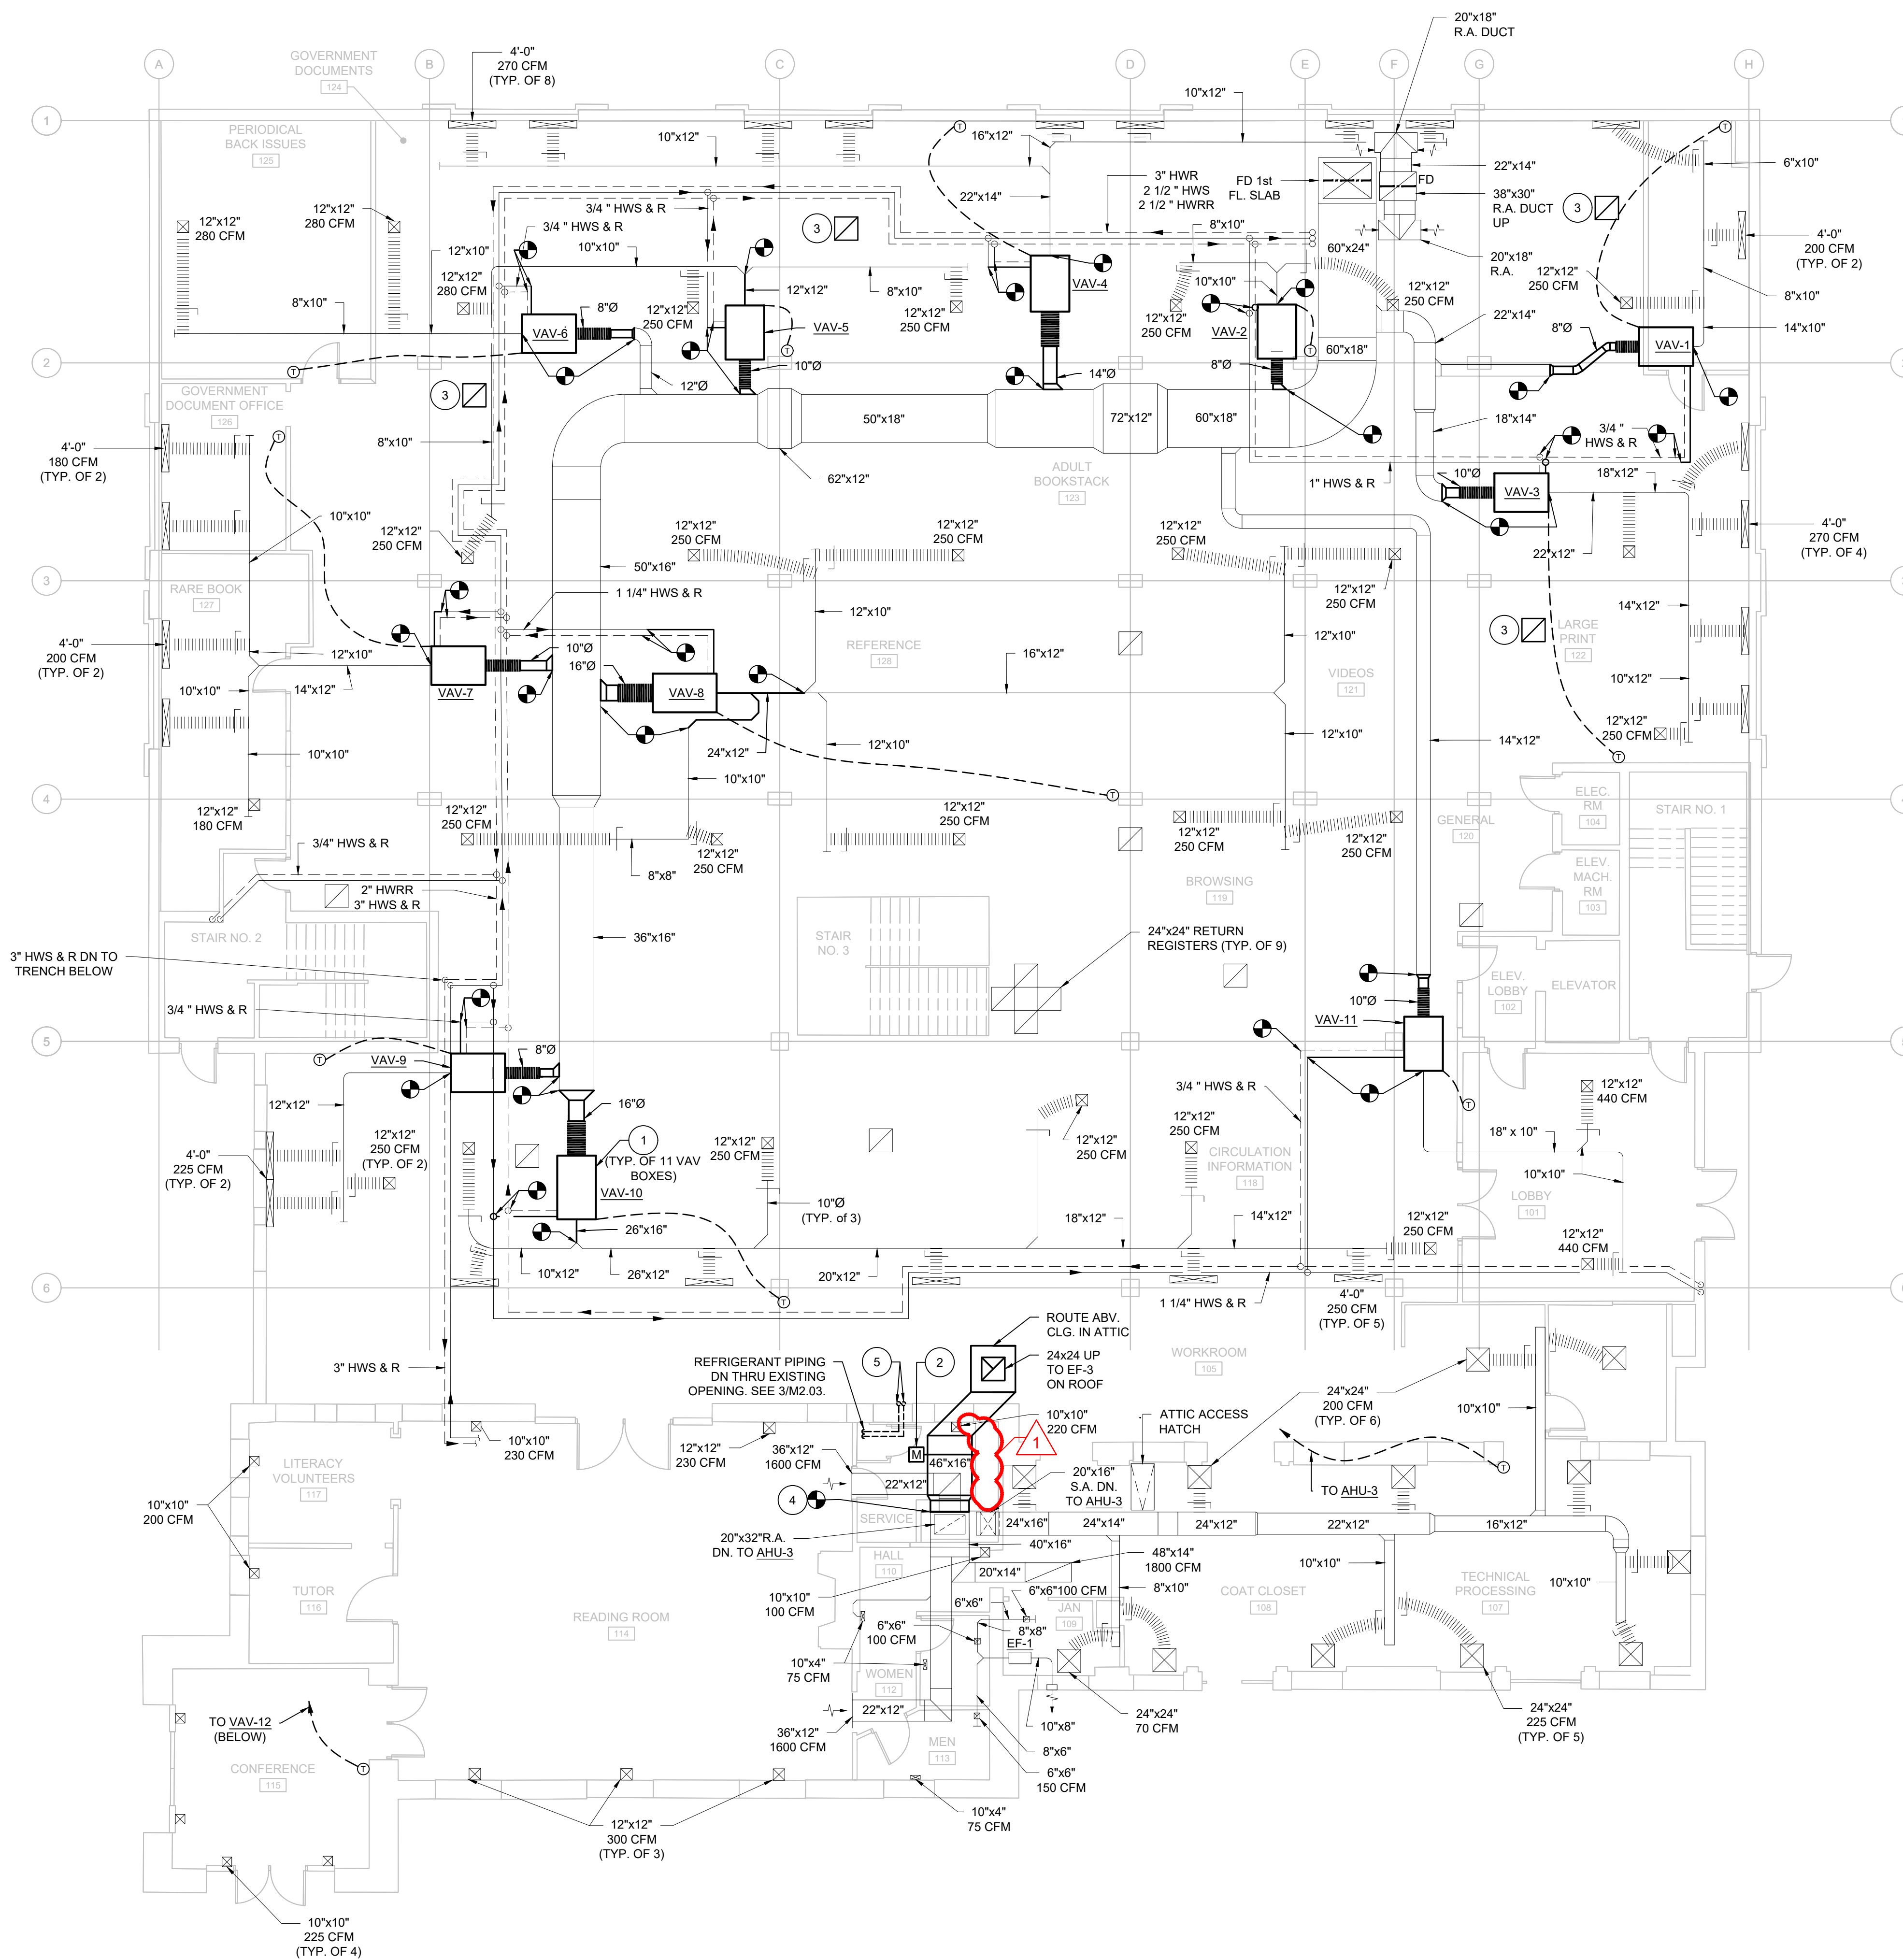 20"x18"
R.A. DUCT
4'-0"
270 CFM
(TYP. OF 8)
GOVERNMENT
DOCUMENTS
124
A
B
C
D
E
F
G
H
10"x12"
1
PERIODICAL
BACK ISSUES
125
10"x12"
16"x12"
T
T
22"x14"
6"x10"
3" HWR
2 1/2 " HWS
2 1/2 " HWRR
FD 1st
FL. SLAB
FD
38"x30"
R.A. DUCT
UP
3
12"x12"
280 CFM
12"x12"
280 CFM
3/4 " HWS & R
3
22"x14"
8"x10"
3/4 " HWS & R
4'-0"
200 CFM
(TYP. OF 2)
12"x10"
10"x10"
60"x24"
20"x18"
R.A.
12"x12"
280 CFM
12"x12"
250 CFM
10"x10"
12"x12"
8"x10"
VAV-4
12"x12"
250 CFM
8"x10"
8"x10"
8"Ø
12"x12"
250 CFM
12"x12"
250 CFM
12"x12"
250 CFM
22"x14"
14"x10"
VAV-6
VAV-5
VAV-2
8"Ø
VAV-1
T
T
60"x18"
2
T
10"Ø
8"Ø
12"Ø
14"Ø
3
GOVERNMENT
DOCUMENT OFFICE
126
50"x18"
72"x12"
60"x18"
18"x14"
3/4 "
HWS & R
T
8"x10"
4'-0"
180 CFM
(TYP. OF 2)
62"x12"
ADULT
BOOKSTACK
123
1" HWS & R
10"Ø
18"x12"
VAV-3
10"x10"
12"x12"
250 CFM
12"x12"
250 CFM
12"x12"
250 CFM
12"x12"
250 CFM
22"x12"
4'-0"
270 CFM
(TYP. OF 4)
50"x16"
3
RARE BOOK
127
1 1/4" HWS & R
12"x12"
250 CFM
12"x10"
14"x12"
3
LARGE
PRINT
122
4'-0"
200 CFM
(TYP. OF 2)
12"x10"
10"Ø
16"Ø
REFERENCE
128
16"x12"
12"x10"
VIDEOS
121
10"x10"
14"x12"
VAV-7
VAV-8
10"x12"
12"x12"
250 CFM
10"x10"
24"x12"
12"x10"
12"x10"
14"x12"
T
10"x10"
T
4
12"x12"
180 CFM
12"x12"
250 CFM
12"x12"
250 CFM
ELEC.
RM
104
STAIR NO. 1
GENERAL
120
3/4" HWS & R
12"x12"
250 CFM
12"x12"
250 CFM
12"x12"
250 CFM
8"x8"
ELEV.
MACH.
RM
103
2" HWRR
3" HWS & R
BROWSING
119
STAIR NO. 2
36"x16"
STAIR
NO. 3
24"x24" RETURN
REGISTERS (TYP. OF 9)
3" HWS & R DN TO
TRENCH BELOW
ELEV.
LOBBY
102
ELEVATOR
3/4 " HWS & R
10"Ø
VAV-11
5
T
VAV-9
8"Ø
3/4 " HWS & R
12"x12"
440 CFM
12"x12"
16"Ø
T
12"x12"
250 CFM
(TYP. OF 2)
1
(TYP. OF 11 VAV
BOXES)
12"x12"
250 CFM
12"x12"
250 CFM
12"x12"
250 CFM
18" x 10"
4'-0"
225 CFM
(TYP. OF 2)
CIRCULATION
INFORMATION
118
10"x10"
VAV-10
10"Ø
(TYP. of 3)
LOBBY
101
26"x16"
18"x12"
14"x12"
12"x12"
250 CFM
12"x12"
440 CFM
10"x12"
26"x12"
20"x12"
6
T
1 1/4" HWS & R
4'-0"
250 CFM
(TYP. OF 5)
ROUTE ABV.
CLG. IN ATTIC
3" HWS & R
REFRIGERANT PIPING
DN THRU EXISTING
OPENING. SEE 3/M2.03.
5
2
24x24 UP
TO EF-3
ON ROOF
WORKROOM
105
24"x24"
200 CFM
(TYP. OF 6)
10"x10"
10"x10"
220 CFM
ATTIC ACCESS
HATCH
1
10"x10"
230 CFM
12"x12"
230 CFM
36"x12"
1600 CFM
M
46"x16"
LITERACY
VOLUNTEERS
117
22"x12"
20"x16"
S.A. DN.
TO AHU-3
TO AHU-3
T
10"x10"
200 CFM
4
SERVICE
24"x16"
24"x14"
24"x12"
22"x12"
16"x12"
20"x32"R.A.
DN. TO AHU-3
40"x16"
HALL
110
48"x14"
1800 CFM
20"x14"
10"x10"
10"x10"
TUTOR
116
10"x10"
100 CFM
6"x6"100 CFM
8"x10"
COAT CLOSET
108
TECHNICAL
PROCESSING
107
READING ROOM
114
6"x6"
JAN
109
6"x6"
100 CFM
8"x8"
EF-1
10"x4"
75 CFM
WOMEN
112
TO VAV-12
(BELOW)
22"x12"
24"x24"
70 CFM
24"x24"
225 CFM
(TYP. OF 5)
10"x8"
36"x12"
1600 CFM
MEN
113
8"x6"
CONFERENCE
115
T
6"x6"
150 CFM
12"x12"
300 CFM
(TYP. OF 3)
10"x4"
75 CFM
10"x10"
225 CFM
(TYP. OF 4)